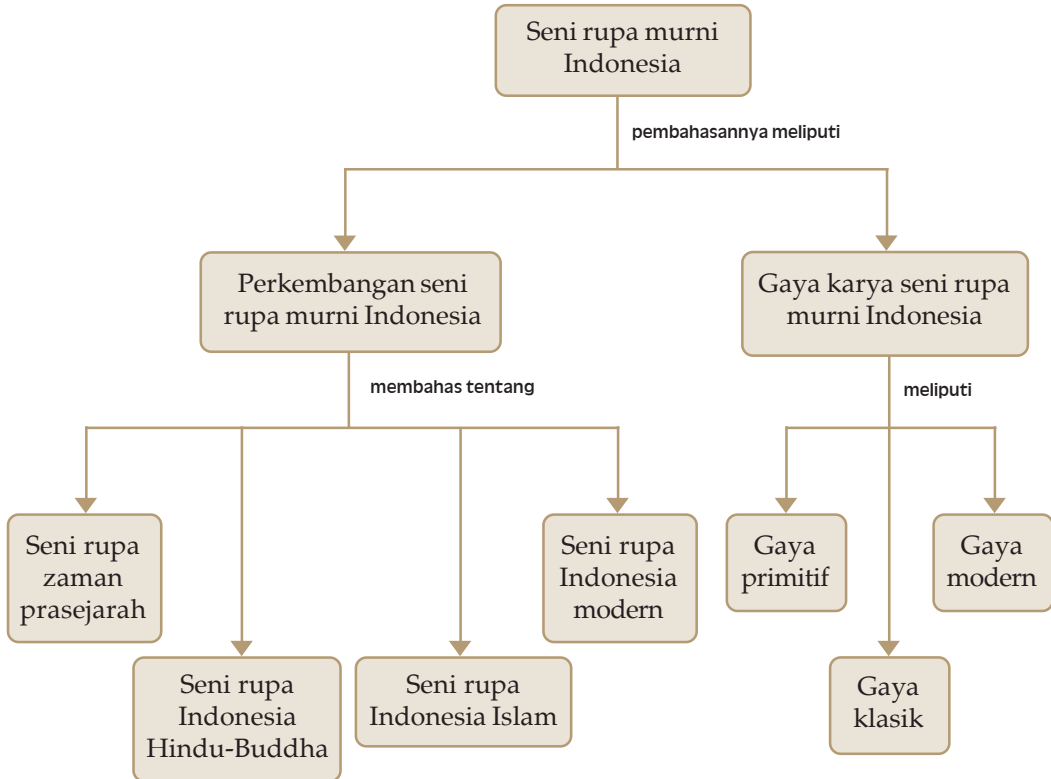 Seni rupa murni
Indonesia
pembahasannya meliputi
Perkembangan seni
rupa murni Indonesia
Gaya karya seni rupa
murni Indonesia
membahas tentang
meliputi
Seni rupa
zaman
prasejarah
Seni rupa
Indonesia
Hindu-Buddha
Seni rupa
Indonesia Islam
Seni rupa
Indonesia
modern
Gaya
primitif
Gaya
klasik
Gaya
modern